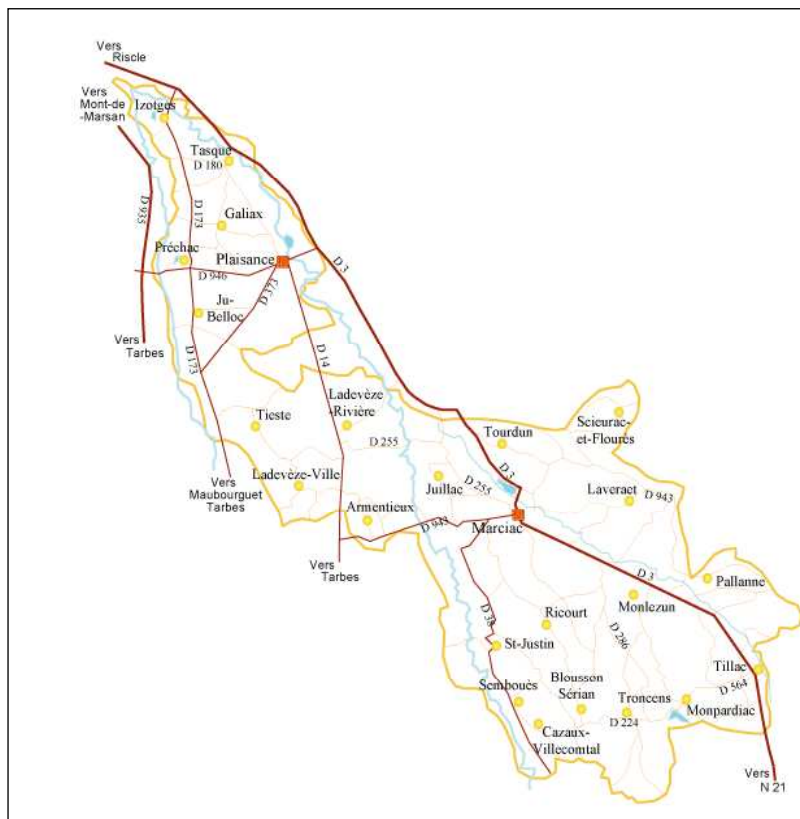 Vers
Riscle
Vers
Mont-de
-Marsan
Izotges
Tasque
D 180
D 935
D 173
Galiax
Préchac
Plaisance
D 946
D 3
D 373
Ju-
Belloc
Vers
Tarbes
D 173
D 14
Ladevèze
-Rivière
Tieste
D 255
Scieurac-
et-Flourès
Tourdun
D 3
Ladevèze-Ville
Juillac
D 255
Laveraet
D 943
Vers
Maubourguet
Tarbes
Armentieux
D 943
Marciac
Vers
Tarbes
D 3
Pallanne
Monlezun
Ricourt
D 38
D 286
St-Justin
Tillac
Sembouès
Blousson
Sérian
Troncens
D 564
Monpardiac
D 224
Cazaux-
Villecomtal
Vers
N 21